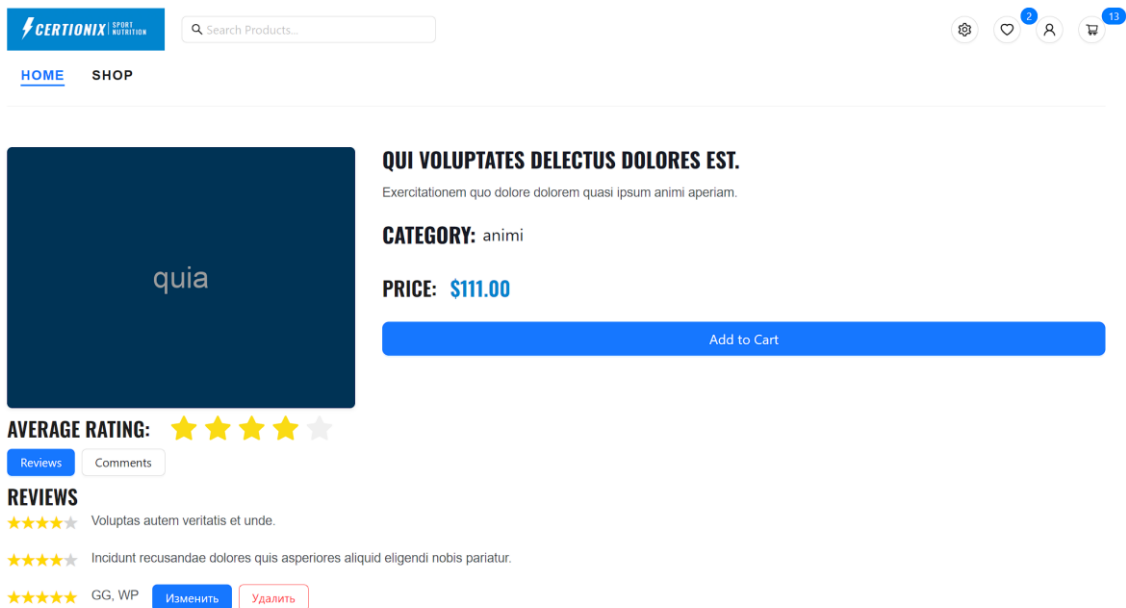 CERTIONIX SPORT NUTRITION
Search Products...
2
13
HOME SHOP
QUI VOLUPTATES DELECTUS DOLORES EST.
Exercitationem quo dolore dolorem quasi ipsum animi aperiam.
CATEGORY: animi
quia
PRICE: $111.00
Add to Cart
AVERAGE RATING:
Reviews Comments
REVIEWS
Voluptas autem veritatis et unde.
Incidunt recusandae dolores quis asperiores aliquid eligendi nobis pariatur.
GG, WP Изменить Удалить